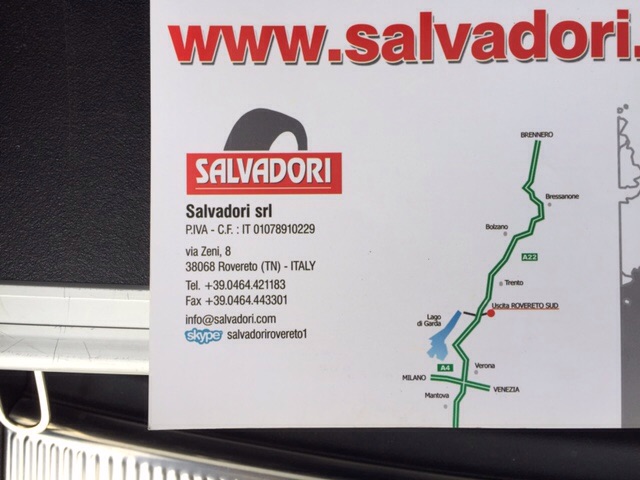 www.salvadori.
SALVADORI
Salvadori srl
P.IVA - C.F. : IT 01078910229
via Zeni, 8
38068 Rovereto (TN) - ITALY
Tel. +39.0464.421183
Fax +39.0464.443301
info@salvadori.com
skype salvadorirovereto1
BRENNERO
Bressanone
Bolzano
A22
Trento
Uscita ROVERETO SUD
Lago
di Garda
A4
Verona
MILANO
VENEZIA
Mantova